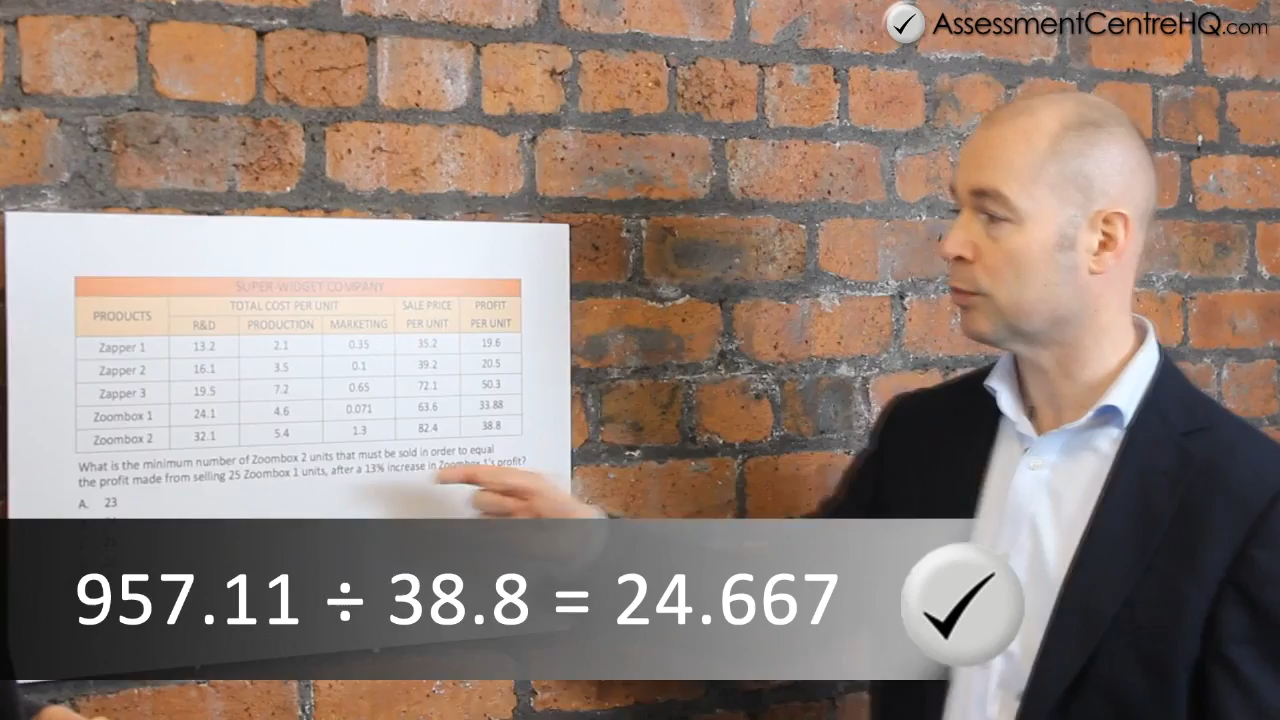 AssessmentCentreHQ.com
SUPER-WIDGET COMPANY
PRODUCTS TOTAL COST PER UNIT SALE PRICE PER UNIT PROFIT PER UNIT
R&D PRODUCTION MARKETING
Zapper 1 13.2 2.1 0.35 35.2 19.6
Zapper 2 16.1 3.5 0.1 39.2 20.5
Zapper 3 19.5 7.2 0.65 72.1 50.3
Zoombox 1 24.1 4.6 0.071 63.6 33.88
Zoombox 2 32.1 5.4 1.3 82.4 38.8
What is the minimum number of Zoombox 2 units that must be sold in order to equal
the profit made from selling 25 Zoombox 1 units, after a 13% increase in Zoombox 1's profit?
A. 23
957.11 ÷ 38.8 = 24.667